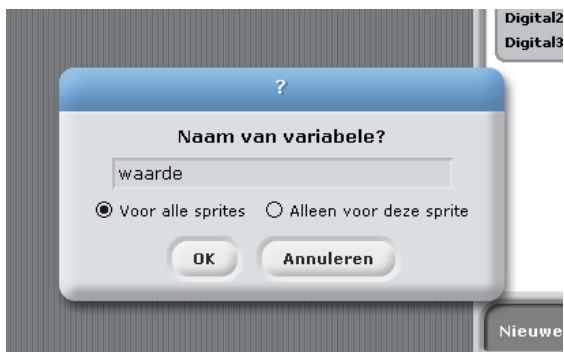 Digital2
Digital3
?
Naam van variabele?
waarde
Voor alle sprites Alleen voor deze sprite
OK Annuleren
Nieuwe